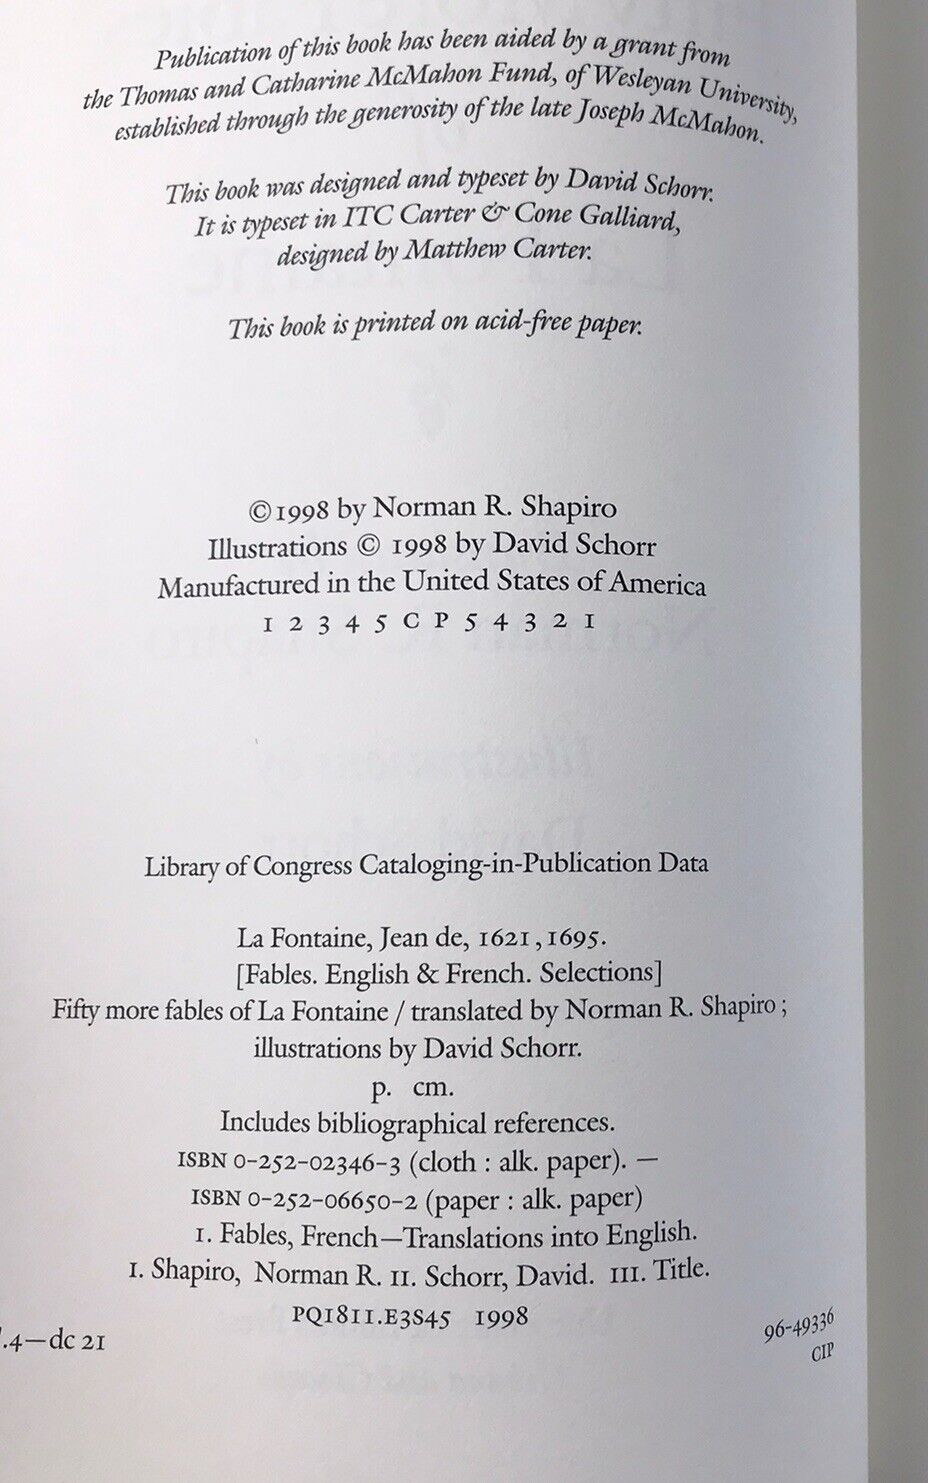 Publication of this book has been aided by a grant from
the Thomas and Catharine McMahon Fund, of Wesleyan University,
established through the generosity of the late Joseph McMahon.
This book was designed and typeset by David Schorr.
It is typeset in ITC Carter & Cone Galliard,
designed by Matthew Carter.
This book is printed on acid-free paper.
©1998 by Norman R. Shapiro
Illustrations © 1998 by David Schorr
Manufactured in the United States of America
1 2 3 4 5 C P 5 4 3 2 1
Library of Congress Cataloging-in-Publication Data
La Fontaine, Jean de, 1621,1695.
[Fables. English & French. Selections]
Fifty more fables of La Fontaine / translated by Norman R. Shapiro ;
illustrations by David Schorr.
p. cm.
Includes bibliographical references.
ISBN 0-252-02346-3 (cloth : alk. paper). —
ISBN 0-252-06650-2 (paper : alk. paper)
1. Fables, French—Translations into English.
I. Shapiro, Norman R. II. Schorr, David. III. Title.
PQ1811.E3S45 1998
.4—dc 21
96-49336
CIP